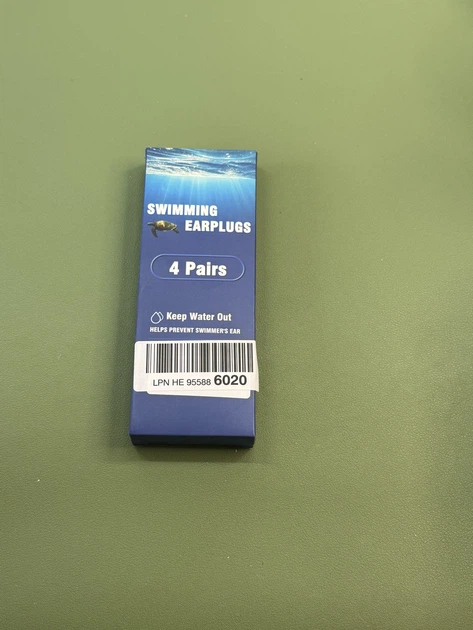 SWIMMING
EARPLUGS
4 Pairs
Keep Water Out
HELPS PREVENT SWIMMER'S EAR
LPN HE 95588 6020